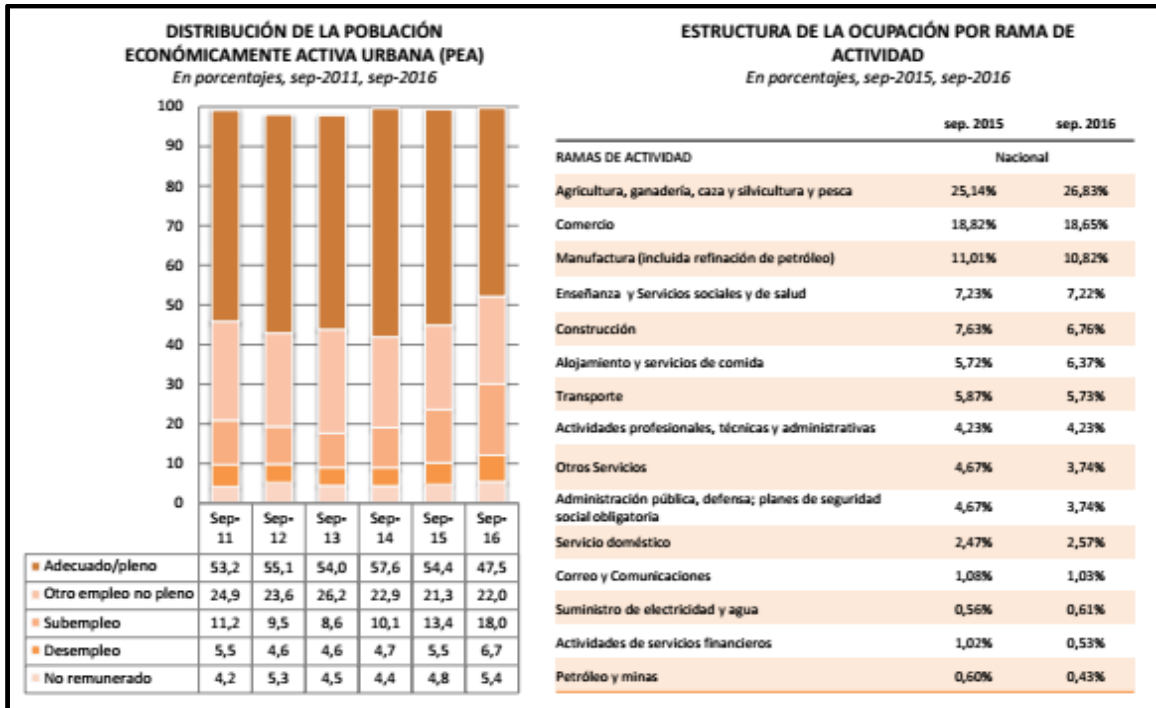 DISTRIBUCIÓN DE LA POBLACIÓN
ECONÓMICAMENTE ACTIVA URBANA (PEA)
En porcentajes, sep-2011, sep-2016
100
90
80
70
60
50
40
30
20
10
0
Sep-11 Sep-12 Sep-13 Sep-14 Sep-15 Sep-16
Adecuado/pleno 53,2 55,1 54,0 57,6 54,4 47,5
Otro empleo no pleno 24,9 23,6 26,2 22,9 21,3 22,0
Subempleo 11,2 9,5 8,6 10,1 13,4 18,0
Desempleo 5,5 4,6 4,6 4,7 5,5 6,7
No remunerado 4,2 5,3 4,5 4,4 4,8 5,4
ESTRUCTURA DE LA OCUPACIÓN POR RAMA DE
ACTIVIDAD
En porcentajes, sep-2015, sep-2016
sep. 2015 sep. 2016
RAMAS DE ACTIVIDAD Nacional
Agricultura, ganadería, caza y silvicultura y pesca 25,14% 26,83%
Comercio 18,82% 18,65%
Manufactura (incluida refinación de petróleo) 11,01% 10,82%
Enseñanza y Servicios sociales y de salud 7,23% 7,22%
Construcción 7,63% 6,76%
Alojamiento y servicios de comida 5,72% 6,37%
Transporte 5,87% 5,73%
Actividades profesionales, técnicas y administrativas 4,23% 4,23%
Otros Servicios 4,67% 3,74%
Administración pública, defensa; planes de seguridad
social obligatoria 4,67% 3,74%
Servicio doméstico 2,47% 2,57%
Correo y Comunicaciones 1,08% 1,03%
Suministro de electricidad y agua 0,56% 0,61%
Actividades de servicios financieros 1,02% 0,53%
Petróleo y minas 0,60% 0,43%